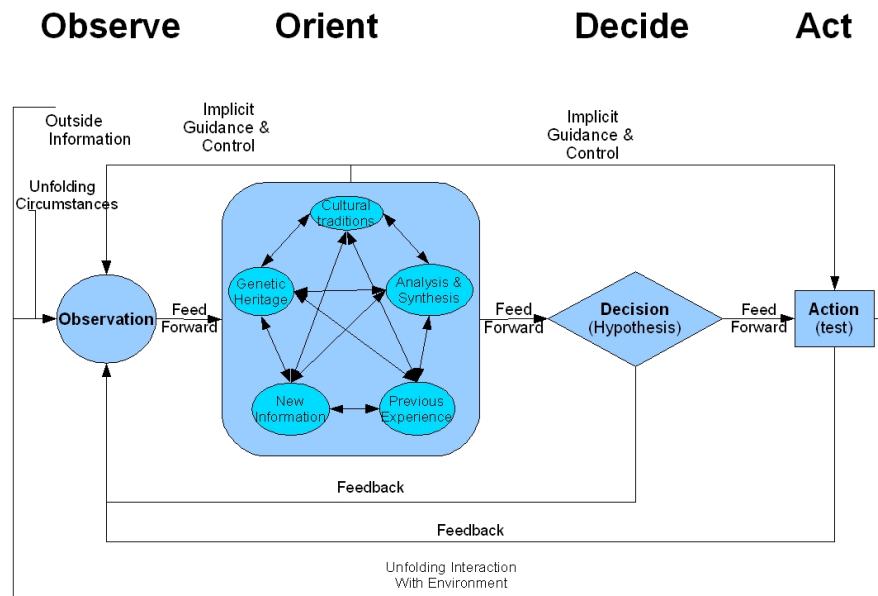 Observe Orient Decide Act
Implicit
Guidance &
Control
Implicit
Guidance &
Control
Outside
Information
Unfolding
Circumstances
Cultural
traditions
Genetic
Heritage
Analysis &
Synthesis
New
Information
Previous
Experience
Observation
Feed
Forward
Feed
Forward
Decision
(Hypothesis)
Feed
Forward
Action
(test)
Feedback
Feedback
Unfolding Interaction
With Environment